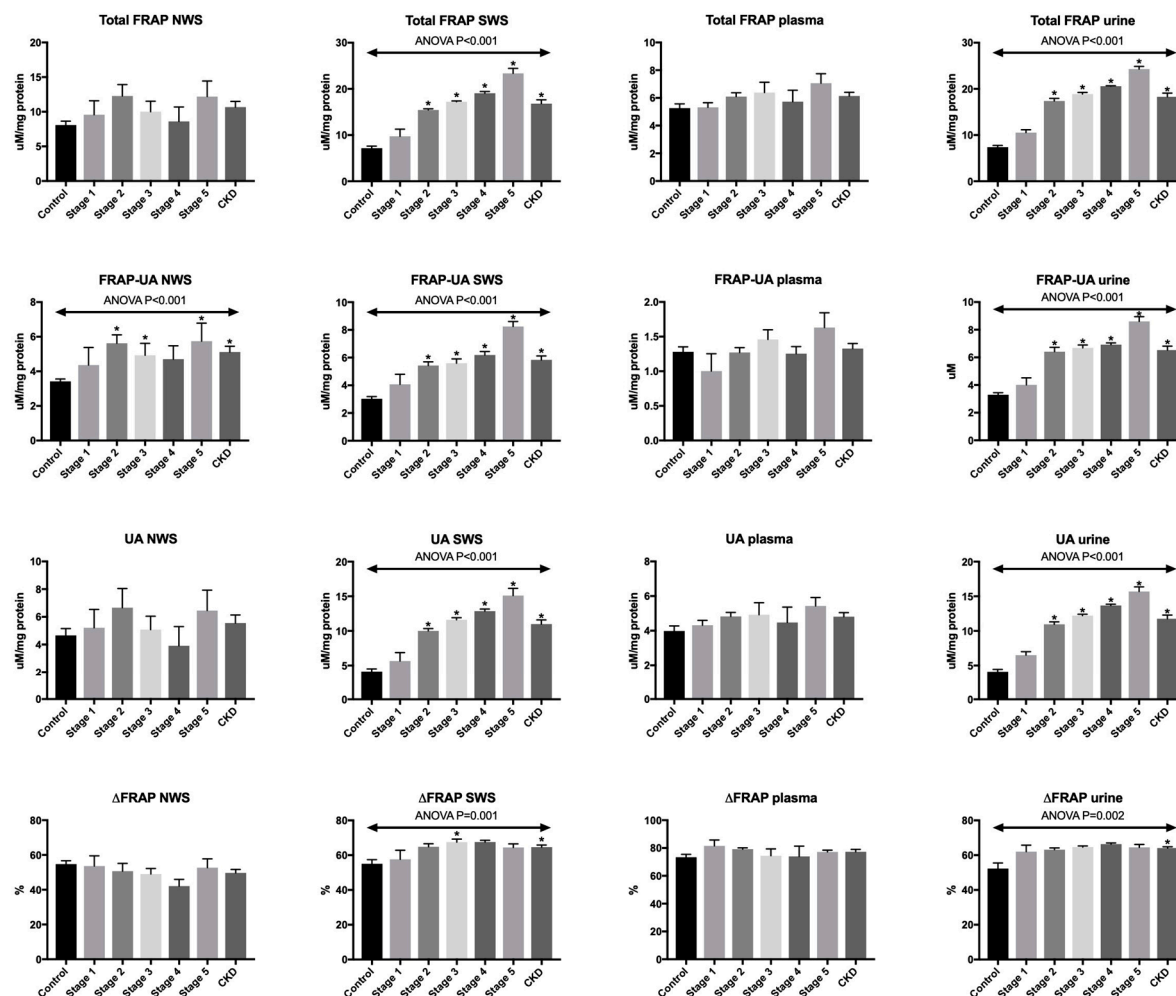 Total FRAP NWS
uM/mg protein
20
15
10
5
0
Control
Stage 1
Stage 2
Stage 3
Stage 4
Stage 5
CKD
Total FRAP SWS
ANOVA P<0.001
uM/mg protein
30
20
10
0
*
*
*
*
*
Control
Stage 1
Stage 2
Stage 3
Stage 4
Stage 5
CKD
Total FRAP plasma
uM/mg protein
10
8
6
4
2
0
Control
Stage 1
Stage 2
Stage 3
Stage 4
Stage 5
CKD
Total FRAP urine
ANOVA P<0.001
uM/mg protein
30
20
10
0
*
*
*
*
*
Control
Stage 1
Stage 2
Stage 3
Stage 4
Stage 5
CKD
FRAP-UA NWS
ANOVA P<0.001
uM/mg protein
8
6
4
2
0
*
*
*
*
Control
Stage 1
Stage 2
Stage 3
Stage 4
Stage 5
CKD
FRAP-UA SWS
ANOVA P<0.001
uM/mg protein
10
8
6
4
2
0
*
*
*
*
*
Control
Stage 1
Stage 2
Stage 3
Stage 4
Stage 5
CKD
FRAP-UA plasma
uM/mg protein
2.0
1.5
1.0
0.5
0.0
Control
Stage 1
Stage 2
Stage 3
Stage 4
Stage 5
CKD
FRAP-UA urine
ANOVA P<0.001
uM
10
8
6
4
2
0
*
*
*
*
*
Control
Stage 1
Stage 2
Stage 3
Stage 4
Stage 5
CKD
UA NWS
uM/mg protein
10
8
6
4
2
0
Control
Stage 1
Stage 2
Stage 3
Stage 4
Stage 5
CKD
UA SWS
ANOVA P<0.001
uM/mg protein
20
15
10
5
0
*
*
*
*
*
Control
Stage 1
Stage 2
Stage 3
Stage 4
Stage 5
CKD
UA plasma
uM/mg protein
8
6
4
2
0
Control
Stage 1
Stage 2
Stage 3
Stage 4
Stage 5
CKD
UA urine
ANOVA P<0.001
uM/mg protein
20
15
10
5
0
*
*
*
*
*
Control
Stage 1
Stage 2
Stage 3
Stage 4
Stage 5
CKD
ΔFRAP NWS
%
80
60
40
20
0
Control
Stage 1
Stage 2
Stage 3
Stage 4
Stage 5
CKD
ΔFRAP SWS
ANOVA P=0.001
%
80
60
40
20
0
*
*
Control
Stage 1
Stage 2
Stage 3
Stage 4
Stage 5
CKD
ΔFRAP plasma
%
100
80
60
40
20
0
Control
Stage 1
Stage 2
Stage 3
Stage 4
Stage 5
CKD
ΔFRAP urine
ANOVA P=0.002
%
80
60
40
20
0
*
Control
Stage 1
Stage 2
Stage 3
Stage 4
Stage 5
CKD